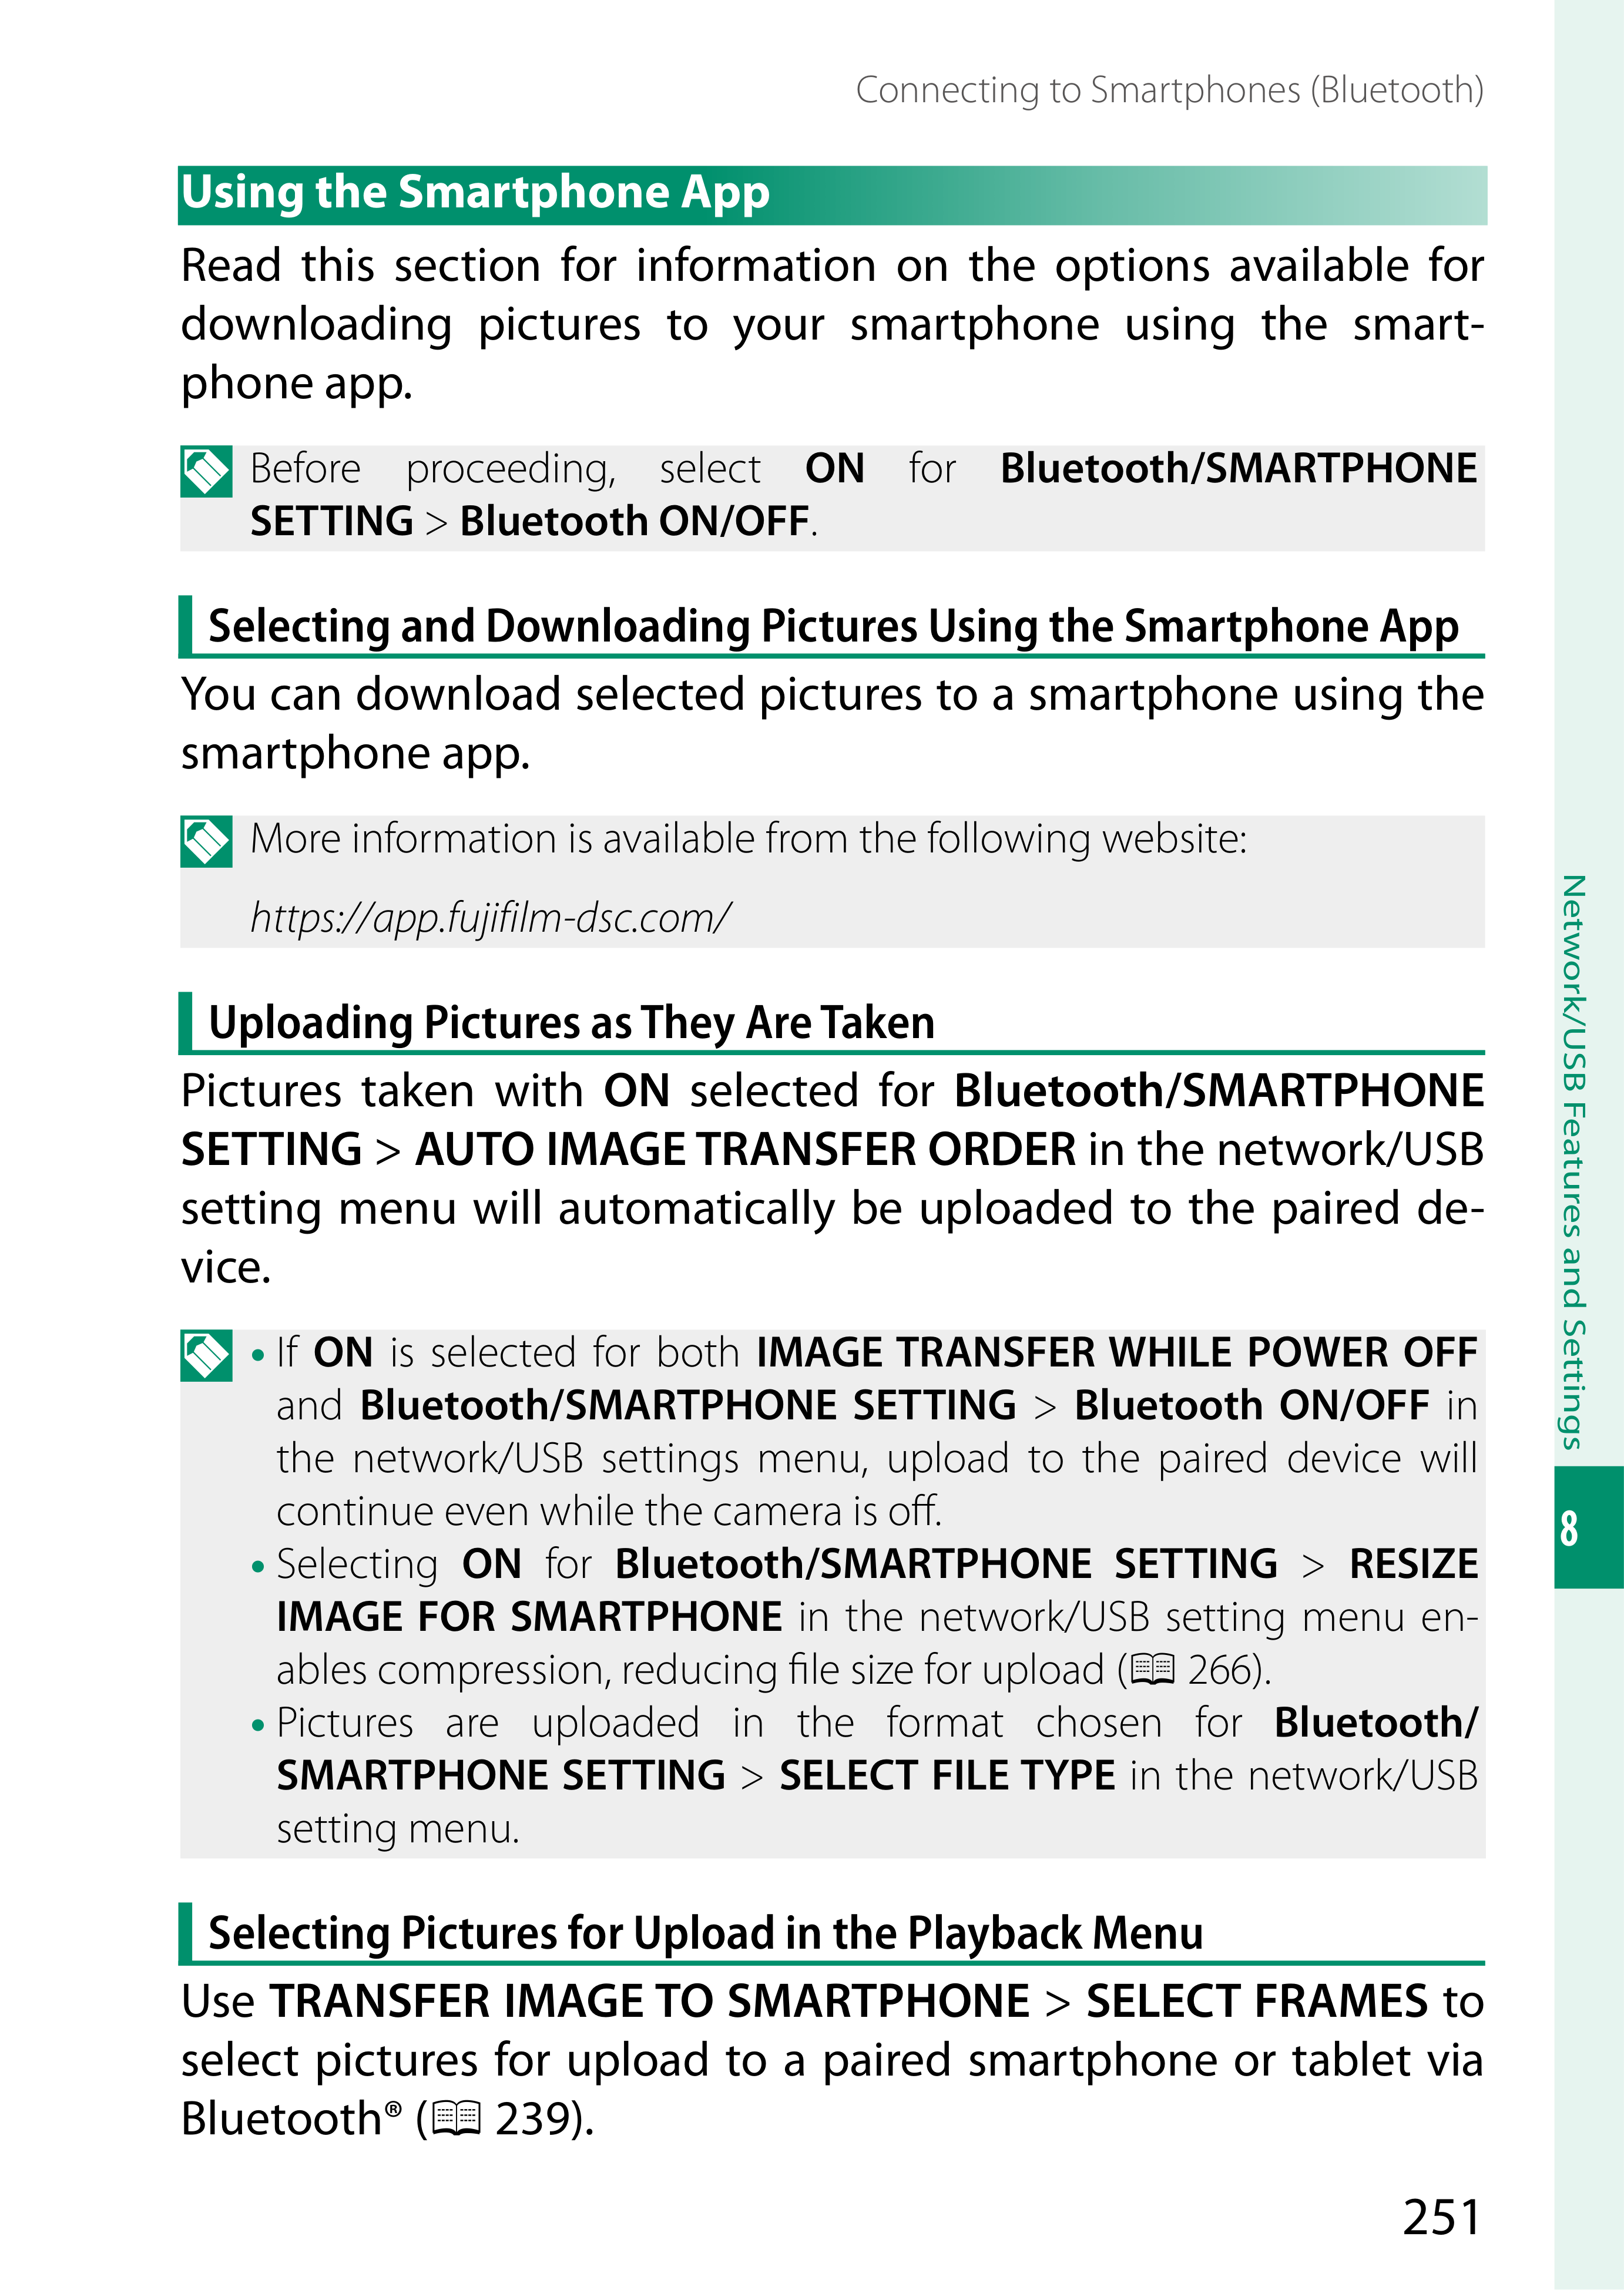 Connecting to Smartphones (Bluetooth)
Using the Smartphone App
Read this section for information on the options available for
downloading pictures to your smartphone using the smart-
phone app.
Before proceeding, select ON for Bluetooth/SMARTPHONE
SETTING > Bluetooth ON/OFF.
Selecting and Downloading Pictures Using the Smartphone App
You can download selected pictures to a smartphone using the
smartphone app.
More information is available from the following website:
https://app.fujifilm-dsc.com/
Uploading Pictures as They Are Taken
Pictures taken with ON selected for Bluetooth/SMARTPHONE
SETTING > AUTO IMAGE TRANSFER ORDER in the network/USB
setting menu will automatically be uploaded to the paired de-
vice.
• If ON is selected for both IMAGE TRANSFER WHILE POWER OFF
and Bluetooth/SMARTPHONE SETTING > Bluetooth ON/OFF in
the network/USB settings menu, upload to the paired device will
continue even while the camera is off.
• Selecting ON for Bluetooth/SMARTPHONE SETTING > RESIZE
IMAGE FOR SMARTPHONE in the network/USB setting menu en-
ables compression, reducing file size for upload (📖 266).
• Pictures are uploaded in the format chosen for Bluetooth/
SMARTPHONE SETTING > SELECT FILE TYPE in the network/USB
setting menu.
Selecting Pictures for Upload in the Playback Menu
Use TRANSFER IMAGE TO SMARTPHONE > SELECT FRAMES to
select pictures for upload to a paired smartphone or tablet via
Bluetooth® (📖 239).
Network/USB Features and Settings
8
251